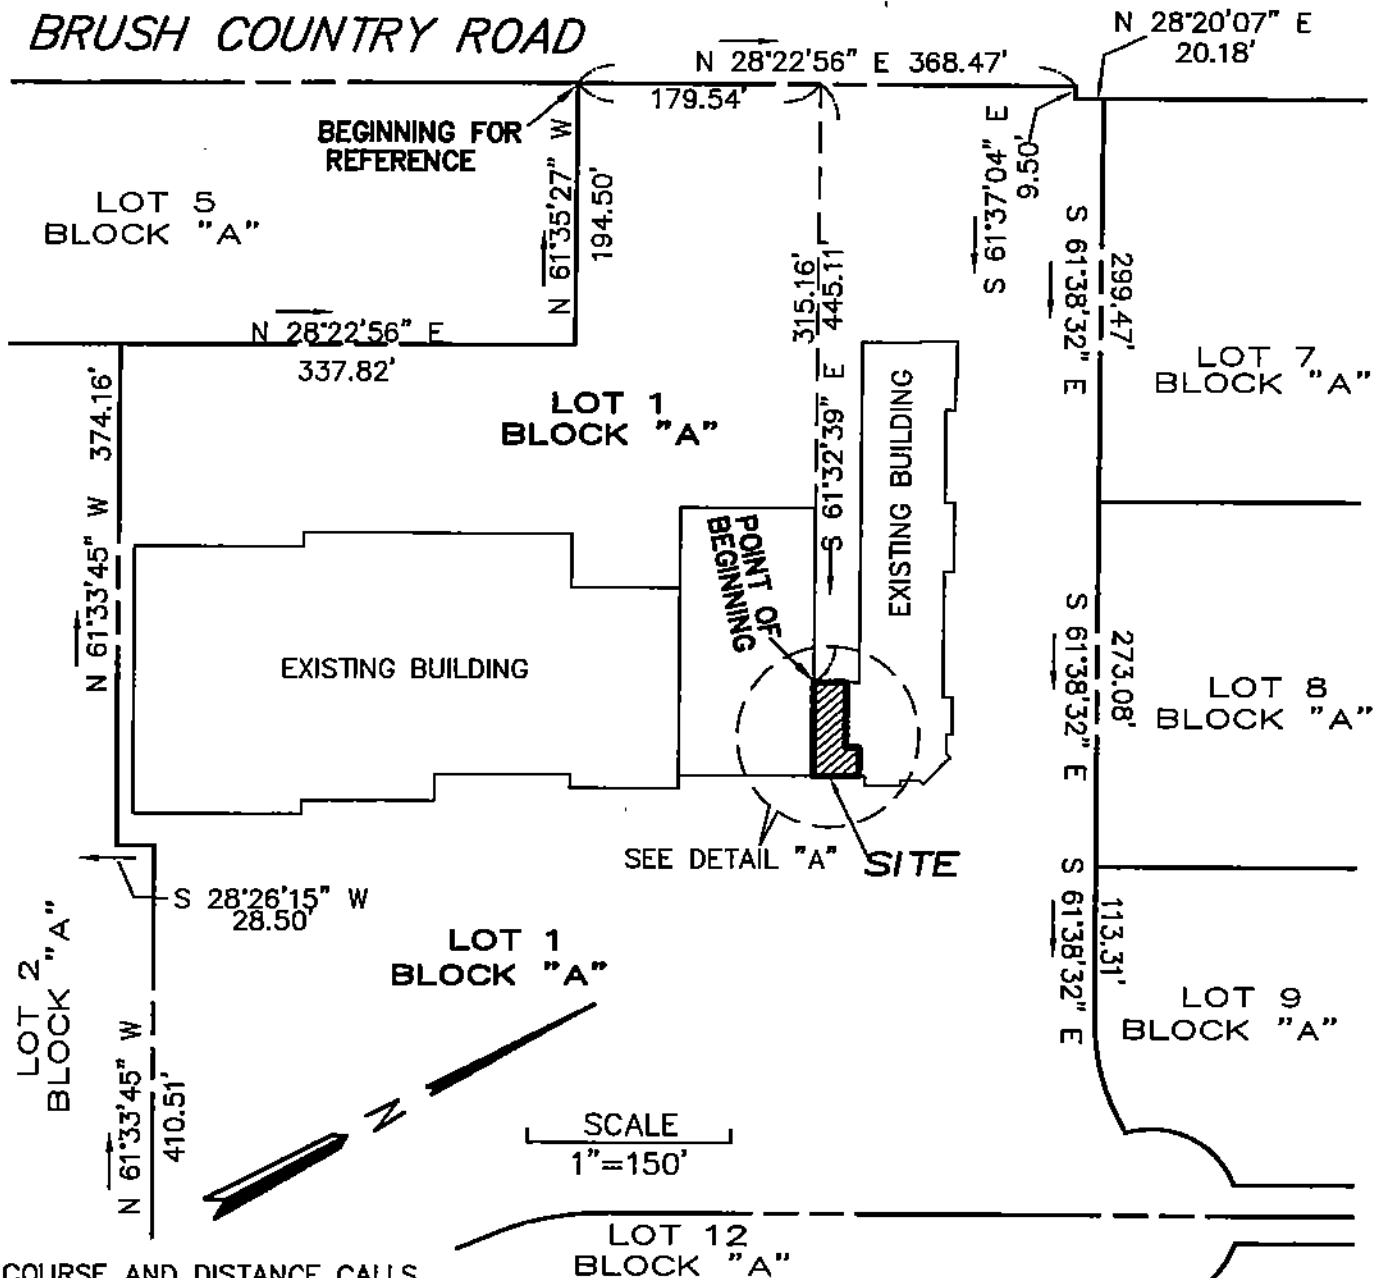 BRUSH COUNTRY ROAD
N 28°22'56" E 368.47'
N 28°20'07" E
20.18'
179.54'
BEGINNING FOR
REFERENCE
N 61°35'27" W
194.50'
S 61°37'04" E
9.50'
LOT 5
BLOCK "A"
S 61°38'32" E
299.47'
N 28°22'56" E
337.82'
315.16'
445.11'
S 61°32'39" E
LOT 7
BLOCK "A"
N 61°33'45" W 374.16'
LOT 1
BLOCK "A"
EXISTING BUILDING
POINT OF
BEGINNING
EXISTING BUILDING
S 61°38'32" E
273.08'
LOT 8
BLOCK "A"
SEE DETAIL "A"
SITE
S 28°26'15" W
28.50'
LOT 2
BLOCK "A"
LOT 1
BLOCK "A"
S 61°38'32" E
113.31'
LOT 9
BLOCK "A"
N 61°33'45" W
410.51'
N
SCALE
1"=150'
LOT 12
BLOCK "A"
COURSE AND DISTANCE CALLS